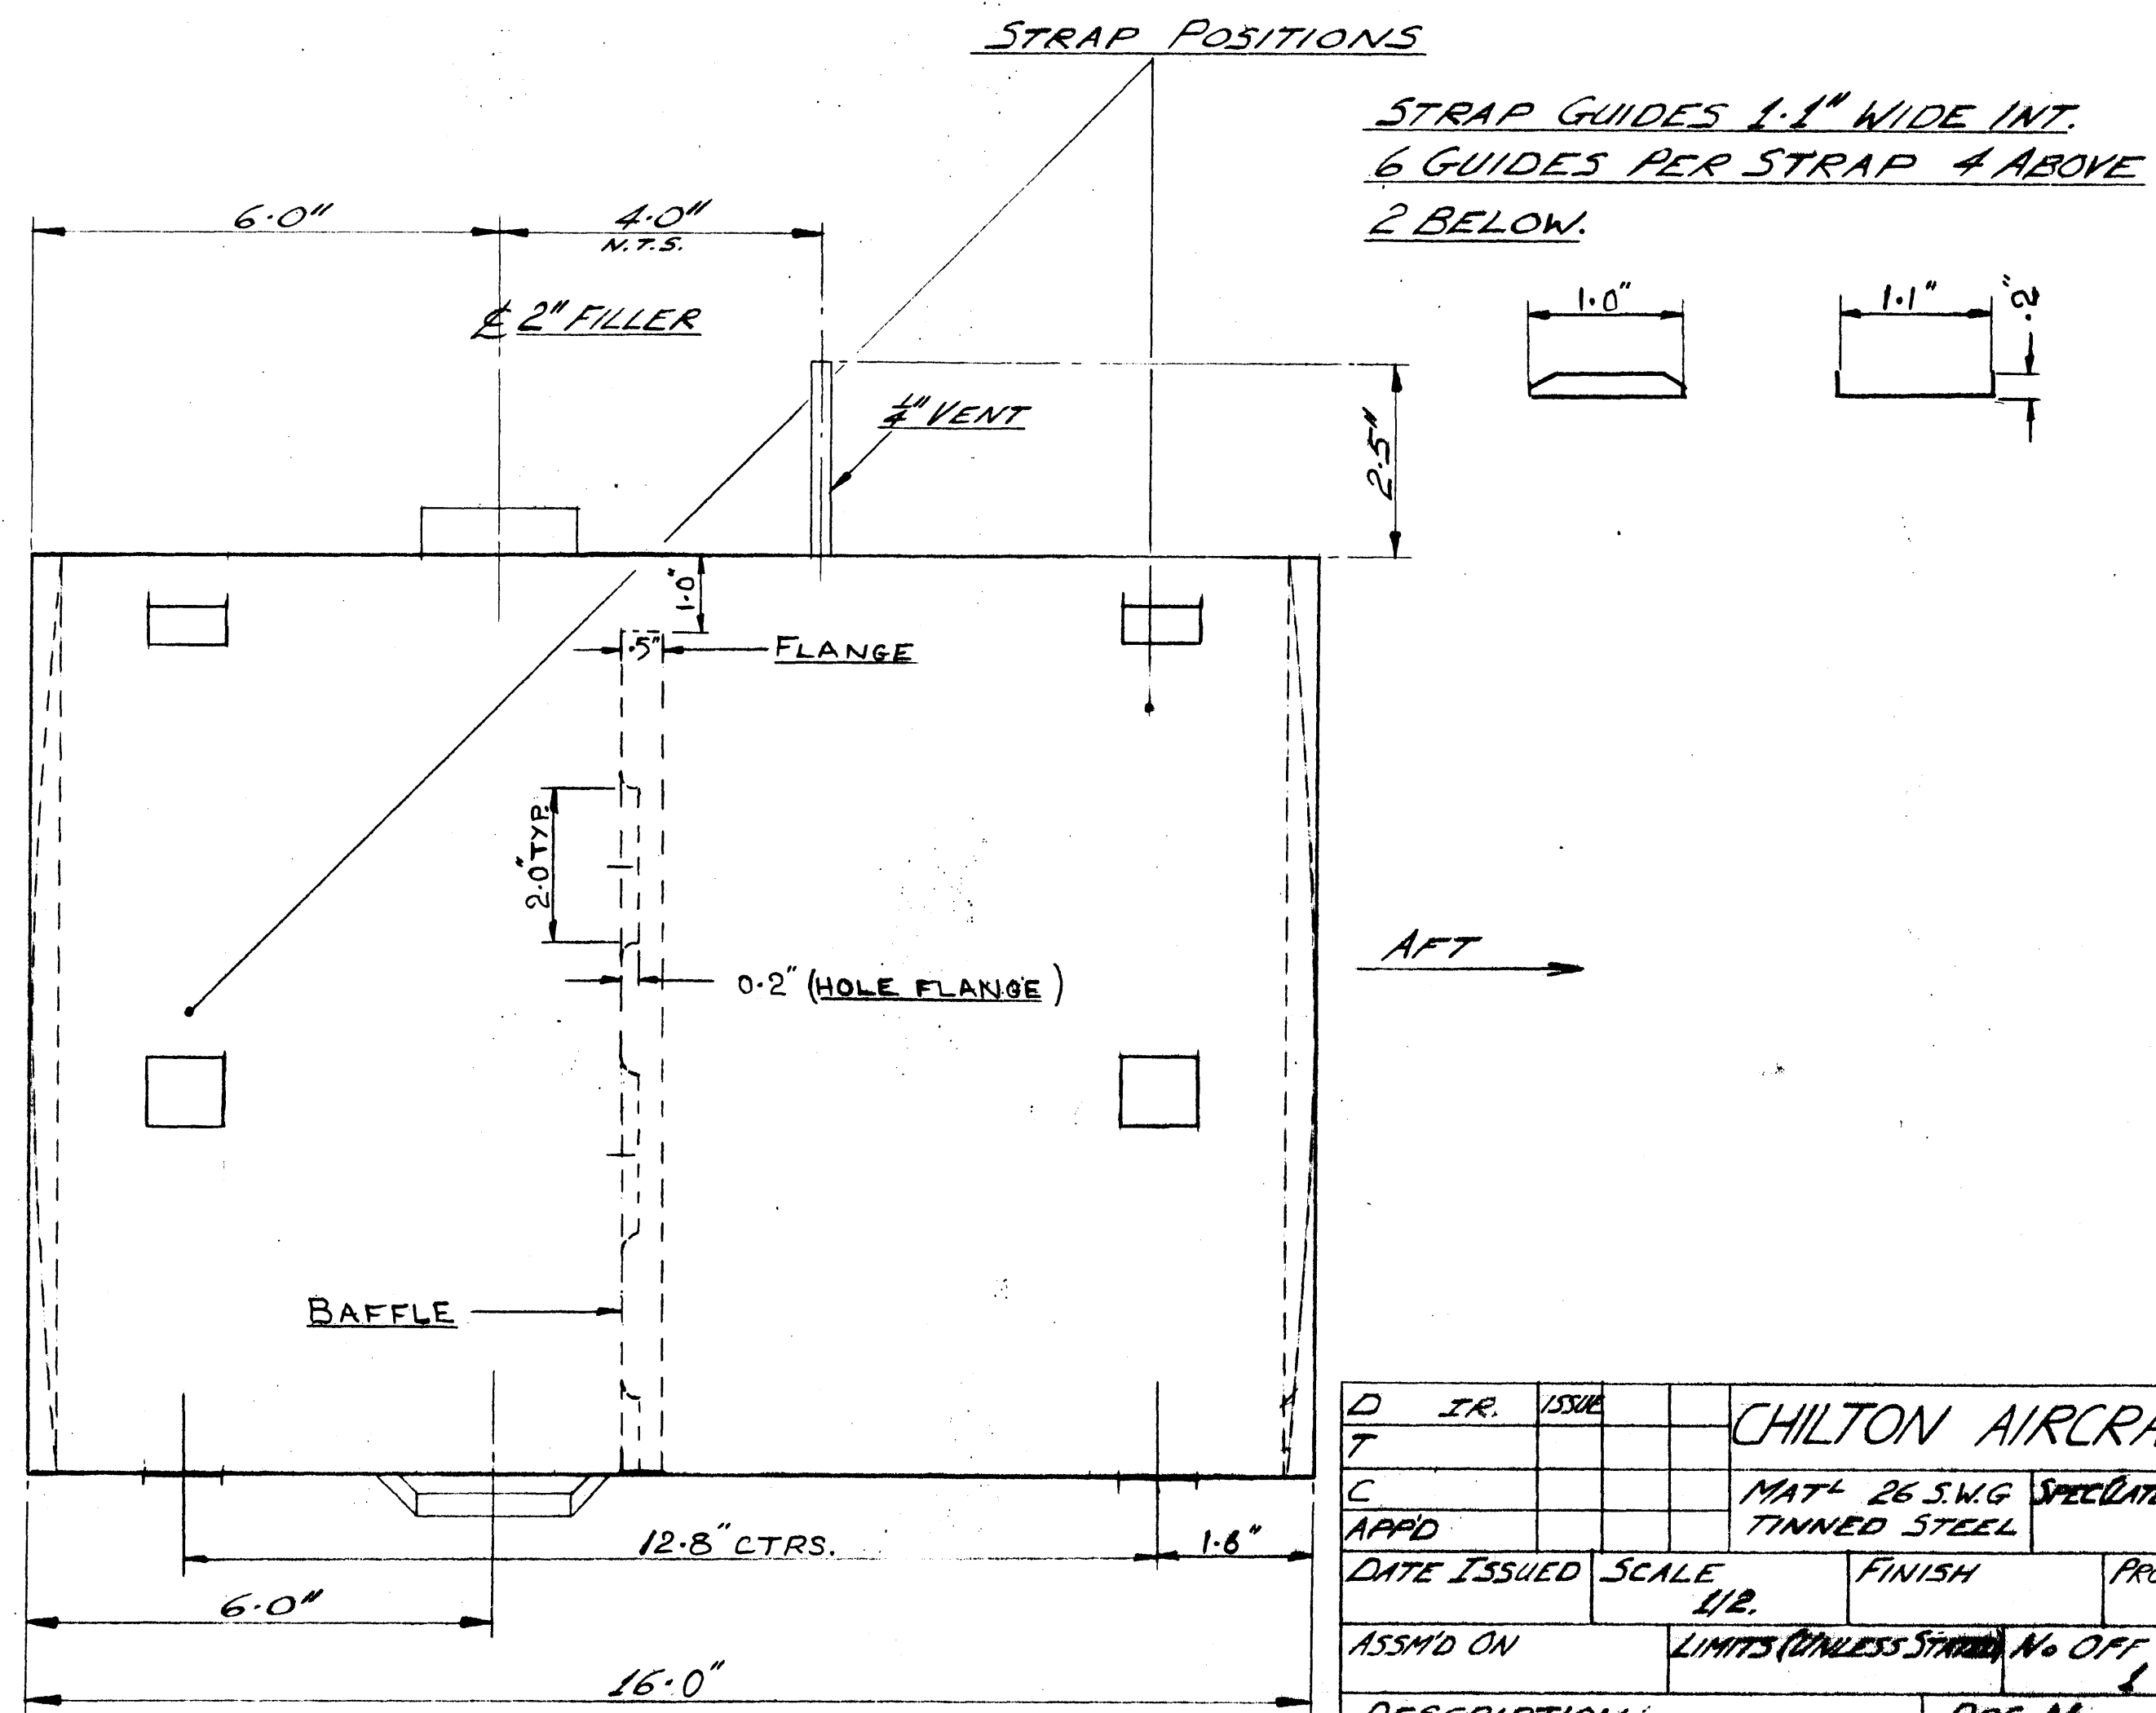 STRAP POSITIONS
STRAP GUIDES 1.1" WIDE INT.
6 GUIDES PER STRAP 4 ABOVE
2 BELOW.
6.0"
4.0"
N.T.S.
℄ 2" FILLER
1.0"
1.1"
.2"
1/4" VENT
2.5"
1.0"
.5"
FLANGE
2.0" TYP.
0.2" (HOLE FLANGE)
AFT
BAFFLE
12.8" CTRS.
1.6"
6.0"
16.0"
D I.R. ISSUE
T
C
APP'D
CHILTON AIRCRA
MAT'L 26 S.W.G
TINNED STEEL
DATE ISSUED
SCALE
1/2.
FINISH
PRO
ASSM'D ON
LIMITS (UNLESS STATED)
No OFF
1